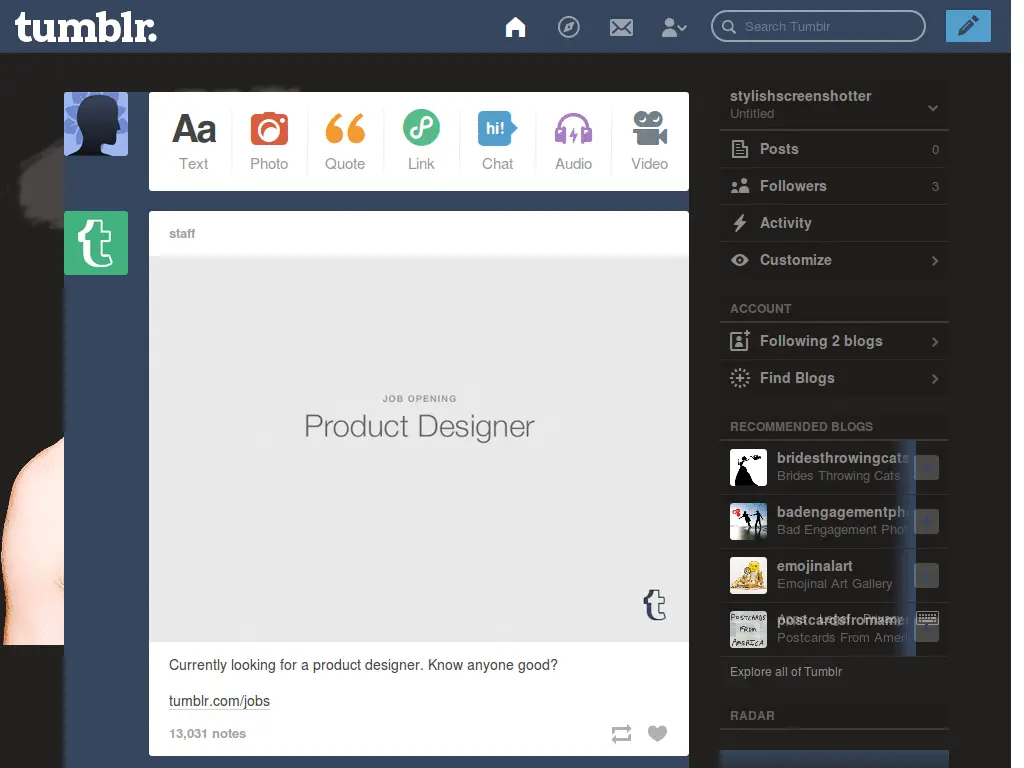 tumblr.
Search Tumblr
Aa
hi!
Text
Photo
Quote
Link
Chat
Audio
Video
staff
JOB OPENING
Product Designer
Currently looking for a product designer. Know anyone good?
tumblr.com/jobs
13,031 notes
stylishscreenshotter
Untitled
Posts 0
Followers 3
Activity
Customize
ACCOUNT
Following 2 blogs
Find Blogs
RECOMMENDED BLOGS
bridesthrowingcats
Brides Throwing Cats
badengagementph
Bad Engagement Phot
emojinalart
Emojinal Art Gallery
POSTCARDS
FROM
AMERICA
postcardsfromame
Postcards From Ameri
Explore all of Tumblr
RADAR